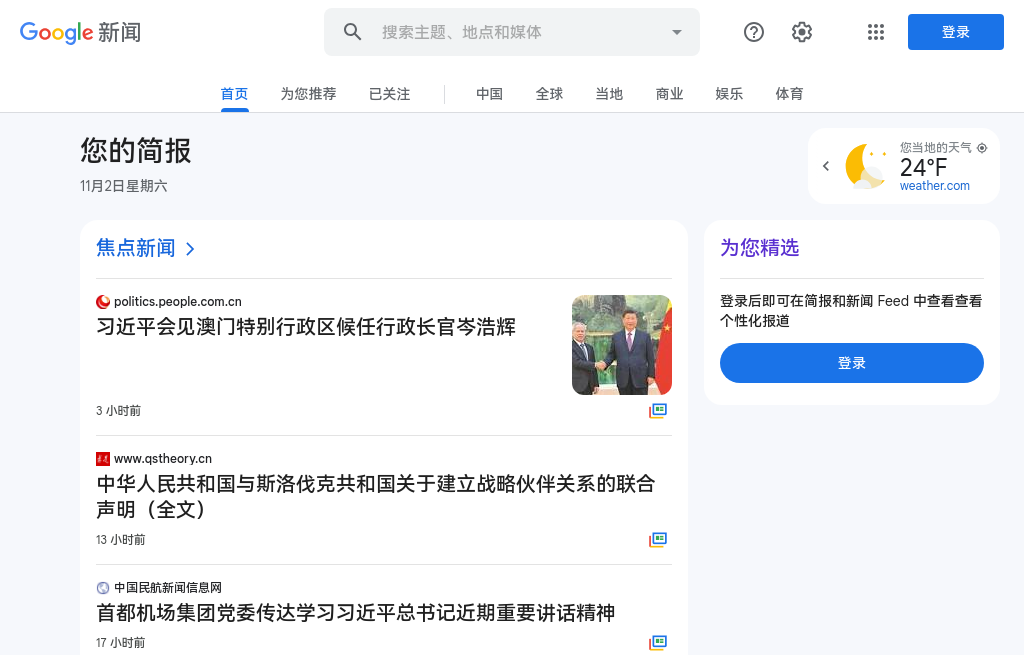 Google 新闻
搜索主题、地点和媒体
登录
首页
为您推荐
已关注
中国
全球
当地
商业
娱乐
体育
您的简报
11月2日星期六
您当地的天气
24°F
weather.com
焦点新闻
politics.people.com.cn
习近平会见澳门特别行政区候任行政长官岑浩辉
3 小时前
www.qstheory.cn
中华人民共和国与斯洛伐克共和国关于建立战略伙伴关系的联合
声明（全文）
13 小时前
中国民航新闻信息网
首都机场集团党委传达学习习近平总书记近期重要讲话精神
17 小时前
为您精选
登录后即可在简报和新闻 Feed 中查看查看
个性化报道
登录